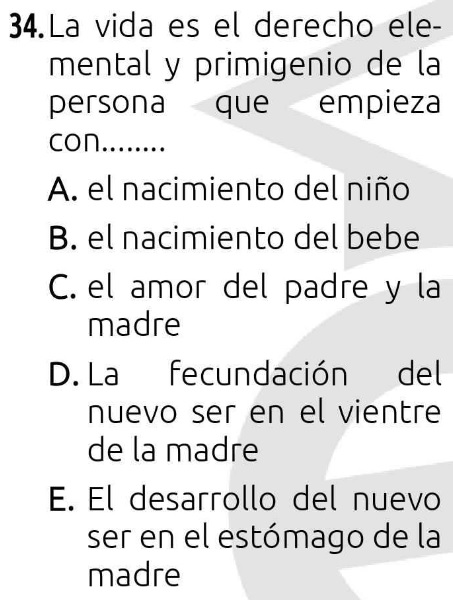 34. La vida es el derecho ele-
mental y primigenio de la
persona que empieza
con........
A. el nacimiento del niño
B. el nacimiento del bebe
C. el amor del padre y la
madre
D. La fecundación del
nuevo ser en el vientre
de la madre
E. El desarrollo del nuevo
ser en el estómago de la
madre